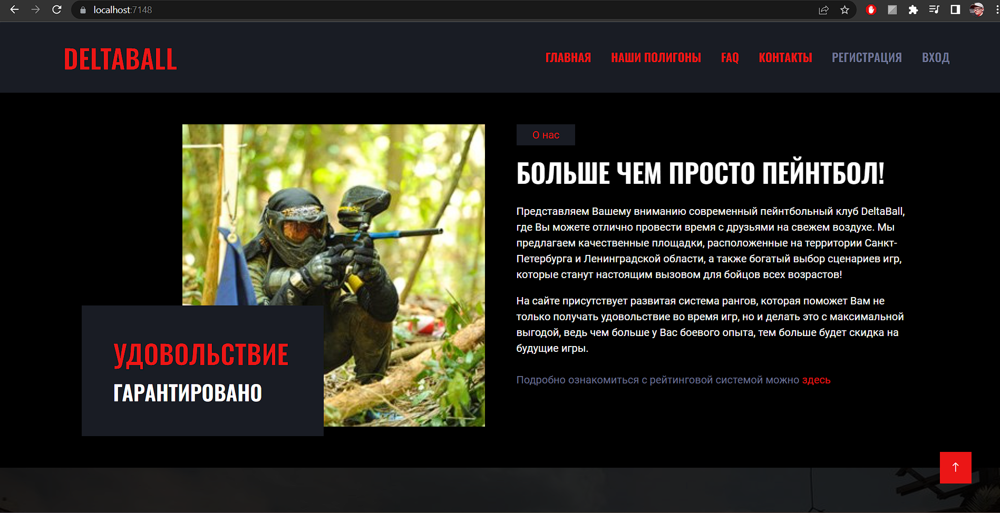 localhost:7148
DELTABALL
ГЛАВНАЯ НАШИ ПОЛИГОНЫ FAQ КОНТАКТЫ РЕГИСТРАЦИЯ ВХОД
О нас
БОЛЬШЕ ЧЕМ ПРОСТО ПЕЙНТБОЛ!
Представляем Вашему вниманию современный пейнтбольный клуб DeltaBall,
где Вы можете отлично провести время с друзьями на свежем воздухе. Мы
предлагаем качественные площадки, расположенные на территории Санкт-
Петербурга и Ленинградской области, а также богатый выбор сценариев игр,
которые станут настоящим вызовом для бойцов всех возрастов!
На сайте присутствует развитая система рангов, которая поможет Вам не
только получать удовольствие во время игр, но и делать это с максимальной
выгодой, ведь чем больше у Вас боевого опыта, тем больше будет скидка на
будущие игры.
Подробно ознакомиться с рейтинговой системой можно здесь
УДОВОЛЬСТВИЕ
ГАРАНТИРОВАНО